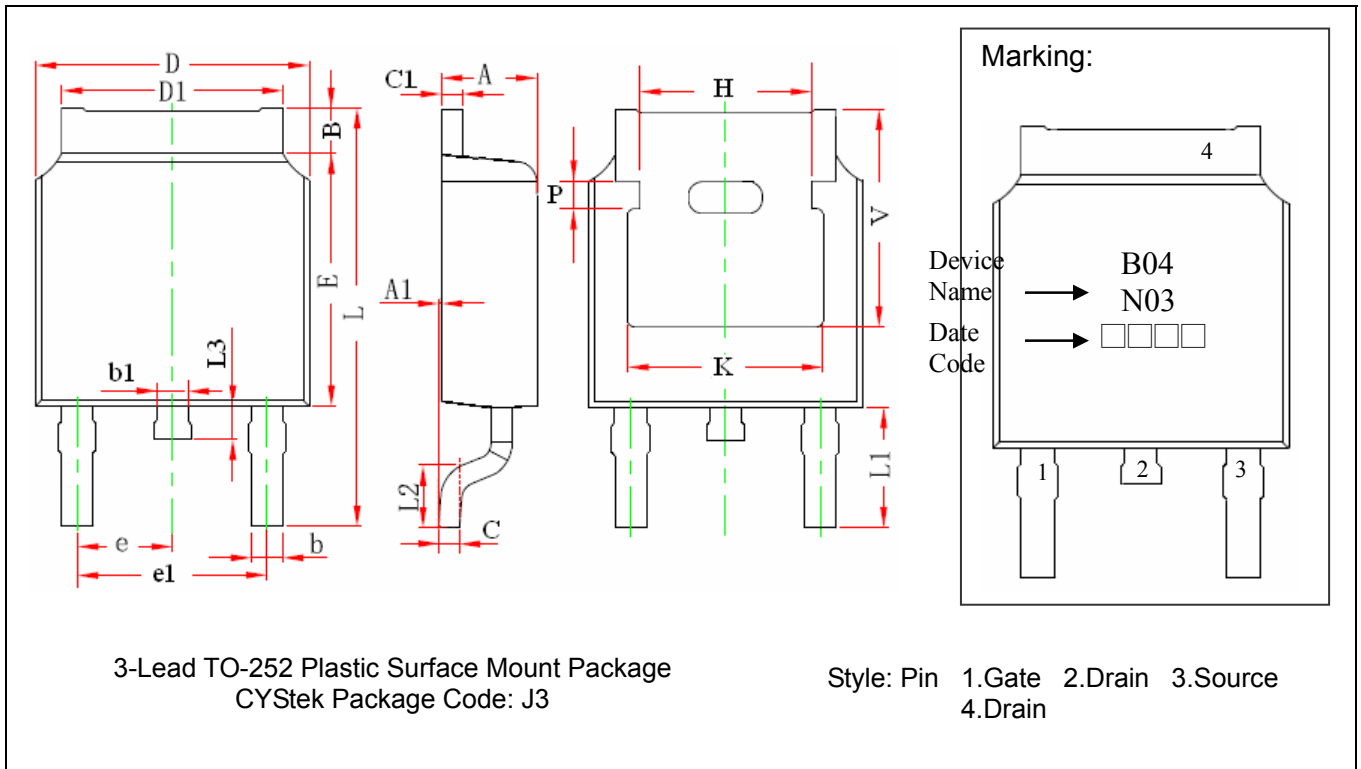 D
D1
B
E
L
L3
b1
e
e1
b
C1
A
A1
L2
C
H
P
V
K
L1
Marking:
4
Device
Name
B04
N03
Date
Code
□□□□
1
2
3
3-Lead TO-252 Plastic Surface Mount Package
CYStek Package Code: J3
Style: Pin 1.Gate 2.Drain 3.Source
4.Drain